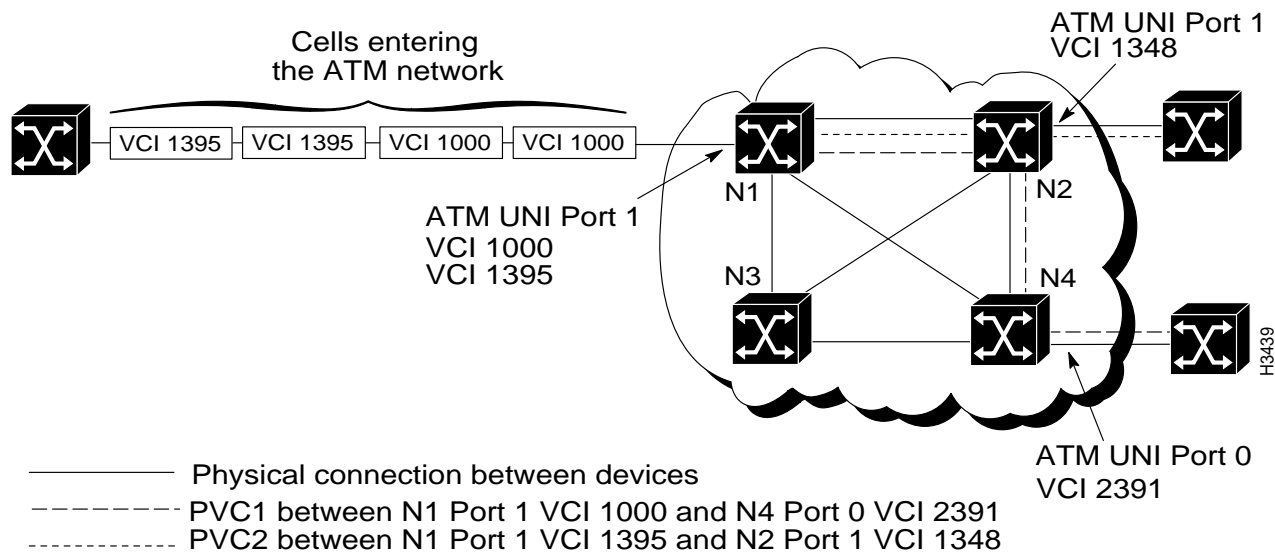 Cells entering
the ATM network
ATM UNI Port 1
VCI 1348
VCI 1395
VCI 1395
VCI 1000
VCI 1000
N1
N2
ATM UNI Port 1
VCI 1000
VCI 1395
N3
N4
H3439
ATM UNI Port 0
VCI 2391
Physical connection between devices
PVC1 between N1 Port 1 VCI 1000 and N4 Port 0 VCI 2391
PVC2 between N1 Port 1 VCI 1395 and N2 Port 1 VCI 1348